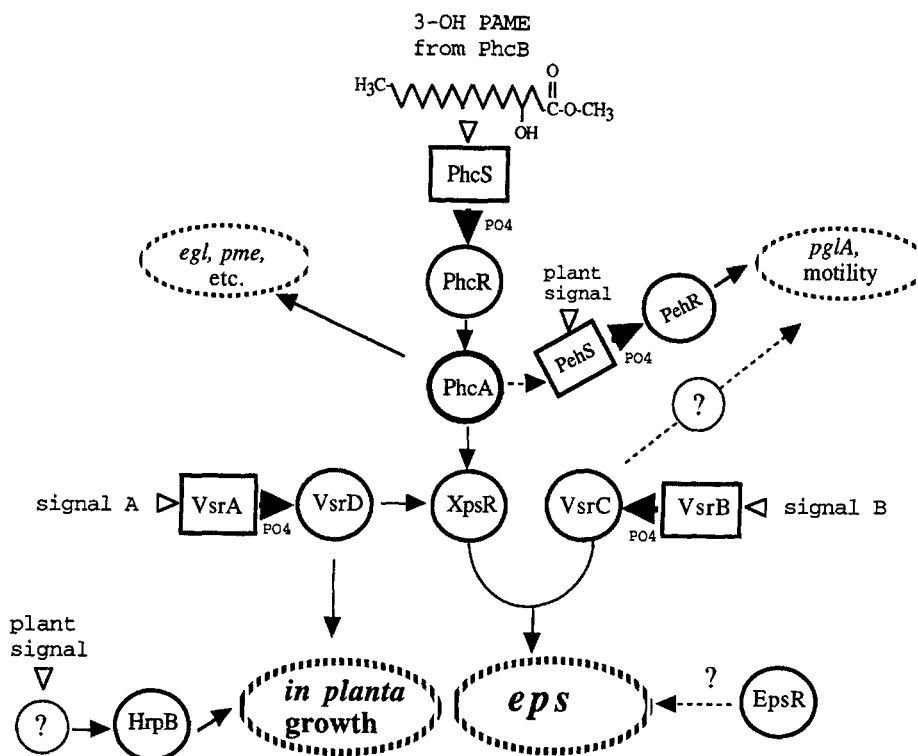 3-OH PAME
from PhcB
H3C
O
C-O-CH3
OH
PhcS
PO4
egl, pme,
etc.
PhcR
plant
signal
PehS
PO4
PehR
pglA,
motility
PhcA
?
signal A
VsrA
PO4
VsrD
XpsR
VsrC
PO4
VsrB
signal B
plant
signal
?
HrpB
in planta
growth
eps
?
EpsR